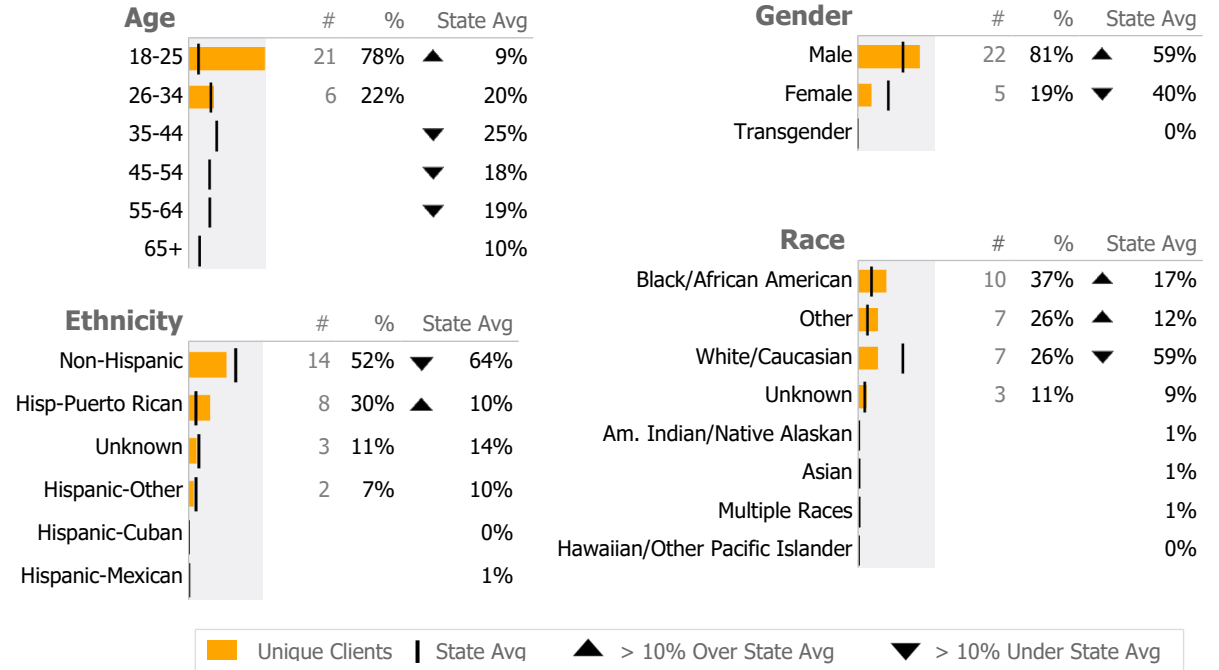 Age # % State Avg
18-25 21 78% ▲ 9%
26-34 6 22% 20%
35-44 ▼ 25%
45-54 ▼ 18%
55-64 ▼ 19%
65+ 10%
Ethnicity # % State Avg
Non-Hispanic 14 52% ▼ 64%
Hisp-Puerto Rican 8 30% ▲ 10%
Unknown 3 11% 14%
Hispanic-Other 2 7% 10%
Hispanic-Cuban 0%
Hispanic-Mexican 1%
Gender # % State Avg
Male 22 81% ▲ 59%
Female 5 19% ▼ 40%
Transgender 0%
Race # % State Avg
Black/African American 10 37% ▲ 17%
Other 7 26% ▲ 12%
White/Caucasian 7 26% ▼ 59%
Unknown 3 11% 9%
Am. Indian/Native Alaskan 1%
Asian 1%
Multiple Races 1%
Hawaiian/Other Pacific Islander 0%
Unique Clients State Avg ▲ > 10% Over State Avg ▼ > 10% Under State Avg